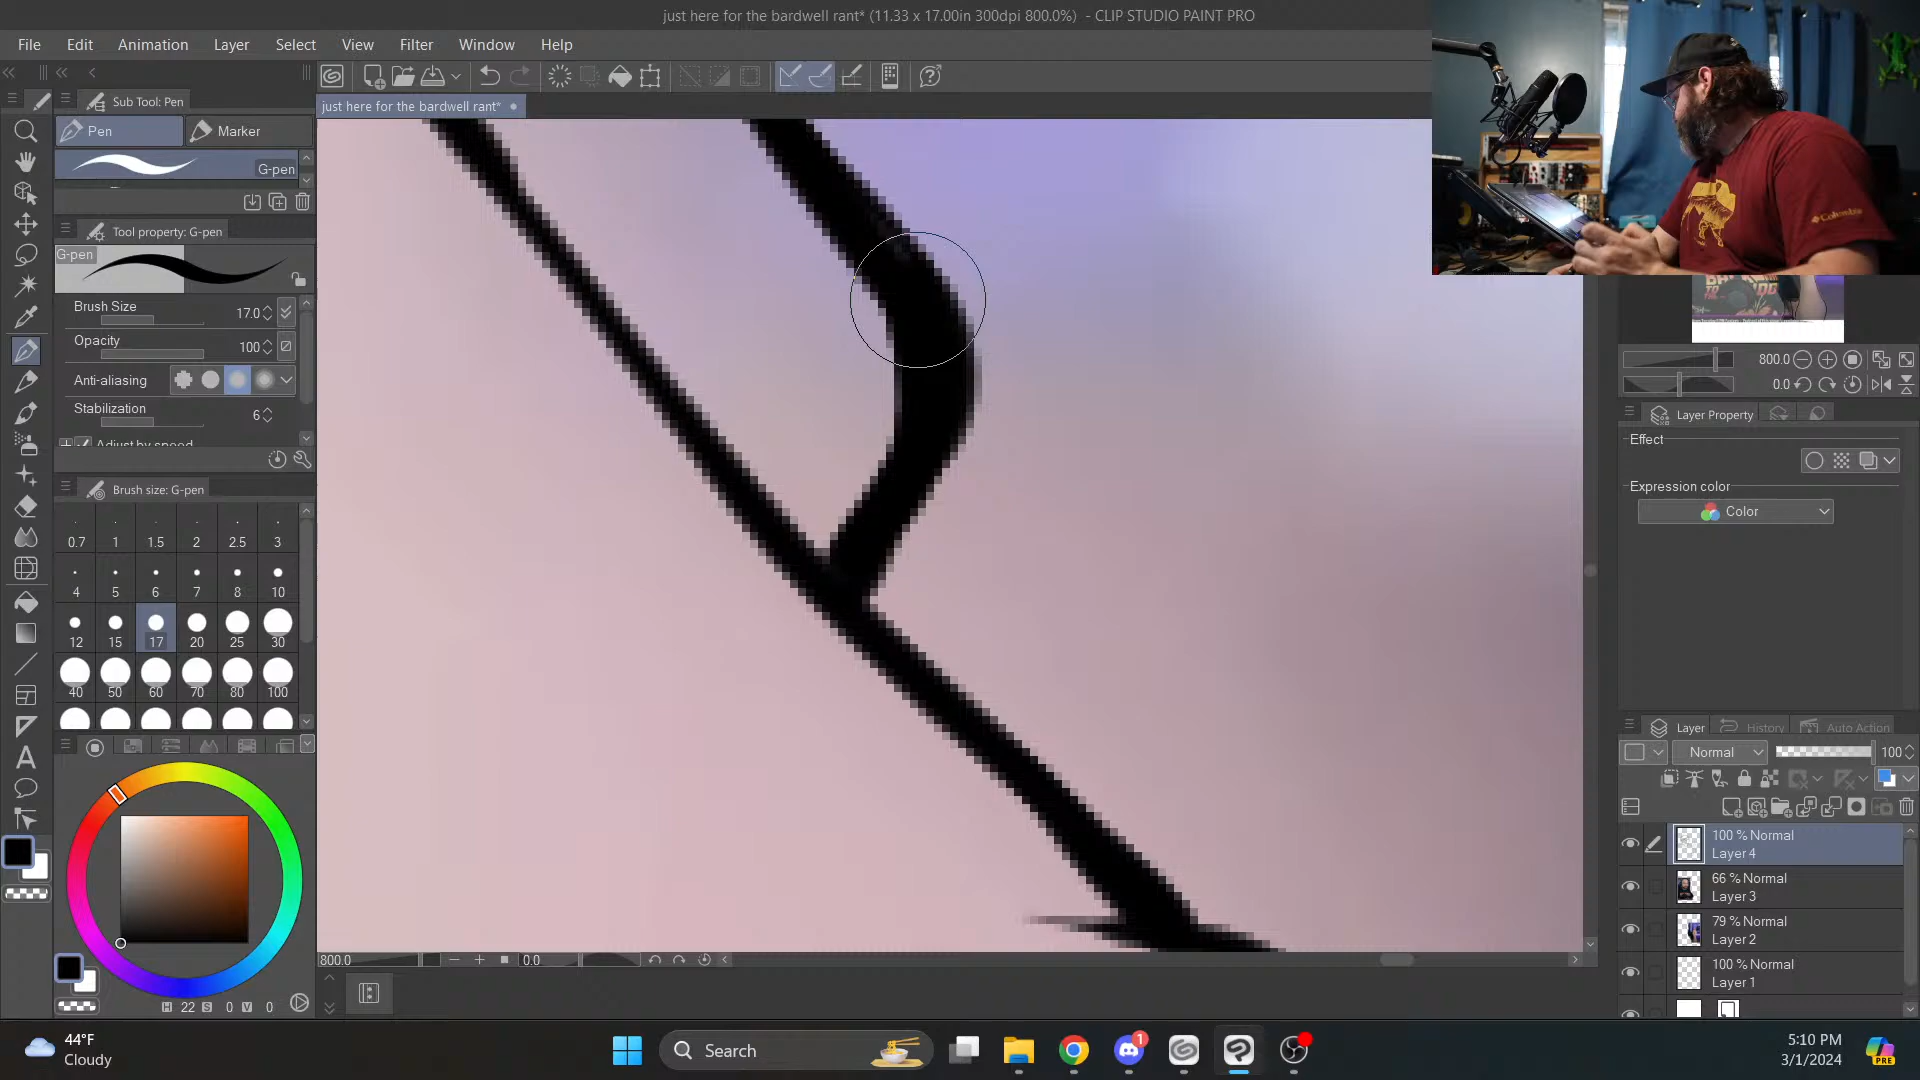 just here for the bardwell rant* (11.33 x 17.00in 300dpi 800.0%) - CLIP STUDIO PAINT PRO
File Edit Animation Layer Select View Filter Window Help
Sub Tool: Pen
just here for the bardwell rant*
Pen Marker
G-pen
Tool property: G-pen
G-pen
Brush Size 17.0
Opacity 100
Anti-aliasing
Stabilization 6
Adjust by speed
Brush size: G-pen
0.7 1 1.5 2 2.5 3
4 5 6 7 8 10
12 15 17 20 25 30
40 50 60 70 80 100
H 22 S 0 V 0
800.0 0.0
Columbia
800.0
0.0
Layer Property
Effect
Expression color
Color
Layer History Auto Action
Normal 100
100 % Normal
Layer 4
66 % Normal
Layer 3
79 % Normal
Layer 2
100 % Normal
Layer 1
44°F
Cloudy
Search
1
5:10 PM
3/1/2024
PRE